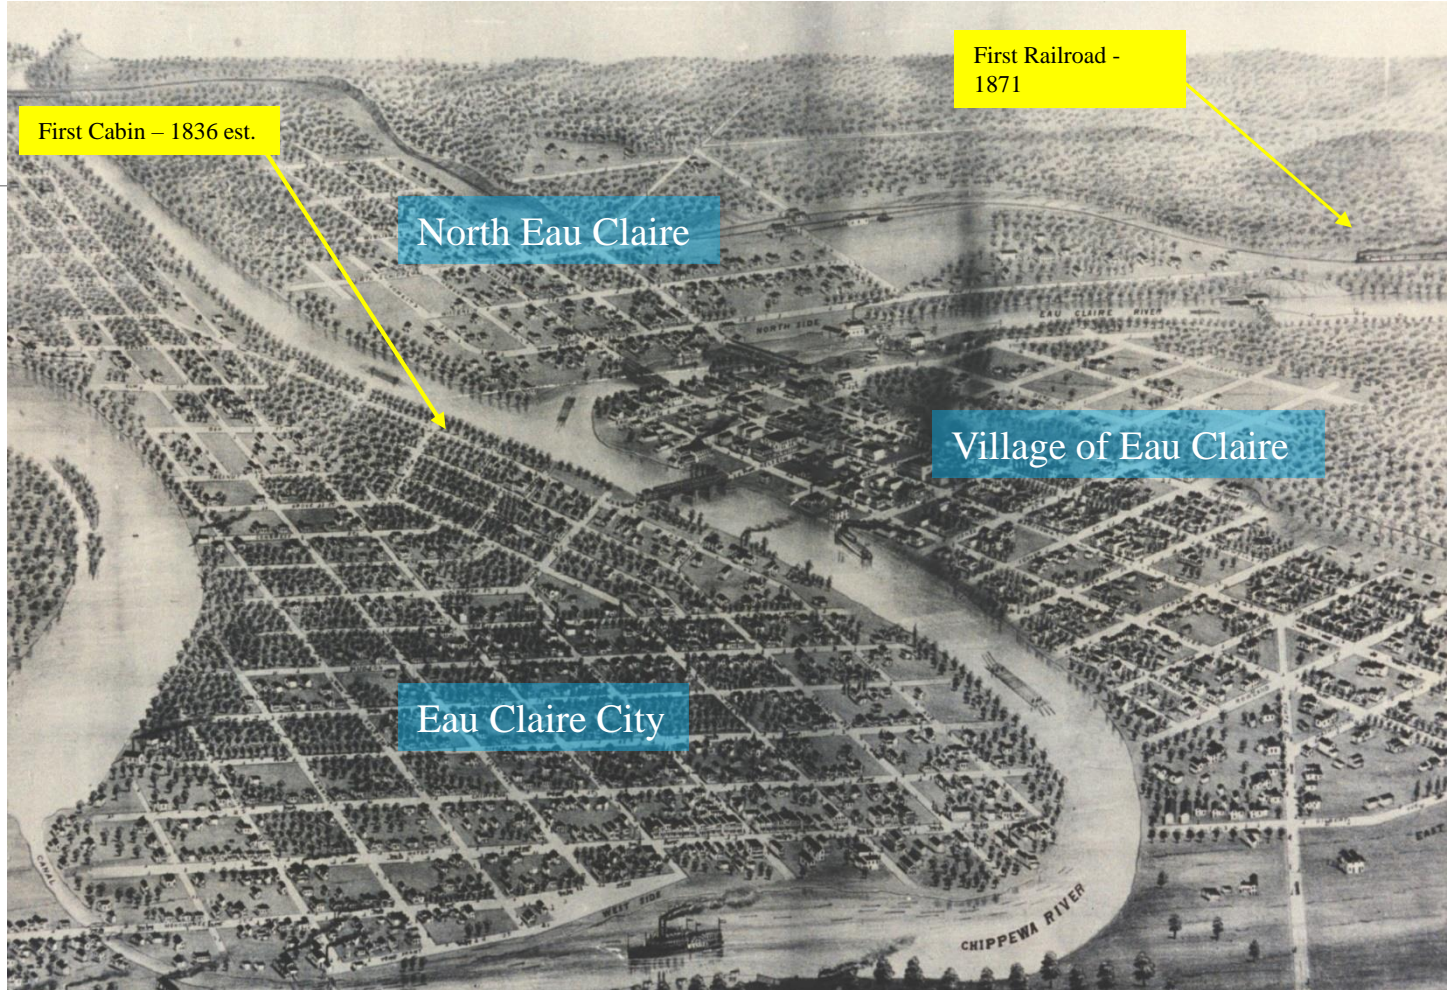 First Railroad -
1871
First Cabin – 1836 est.
North Eau Claire
NORTH SIDE
EAU CLAIRE RIVER
Village of Eau Claire
Eau Claire City
CANAL
WEST SIDE
CHIPPEWA RIVER
EAST